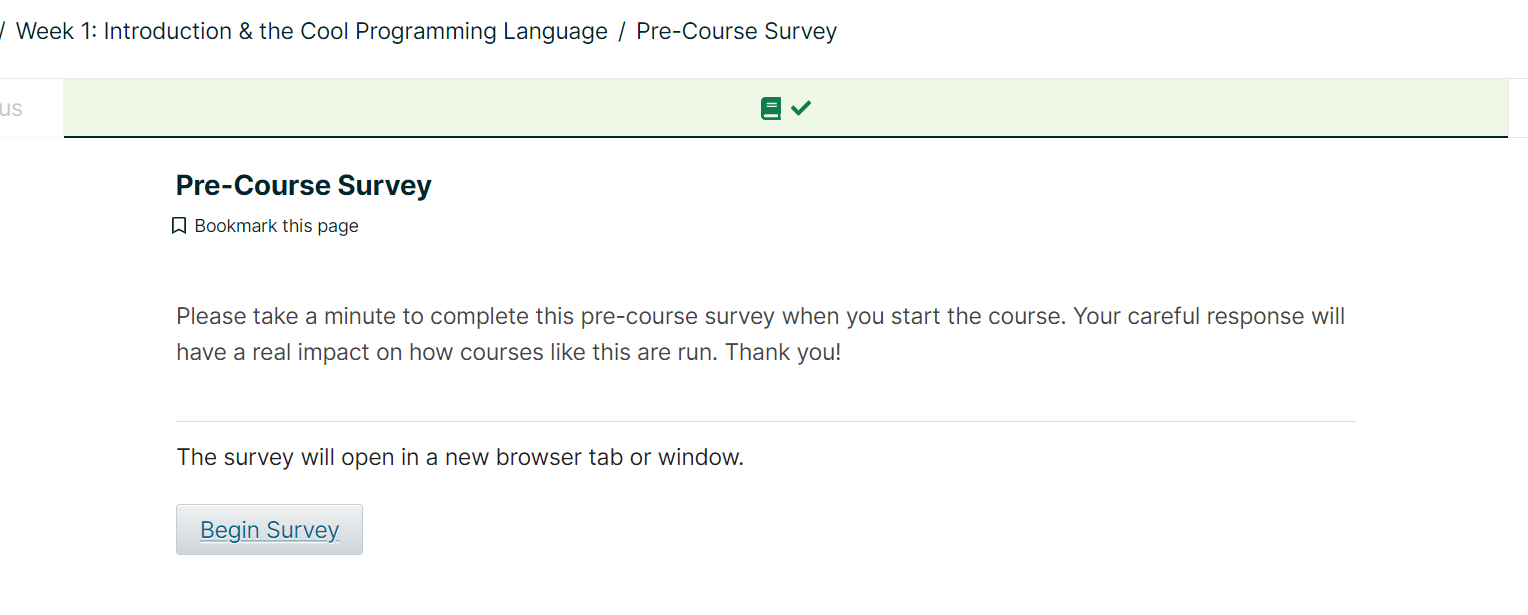 / Week 1: Introduction & the Cool Programming Language / Pre-Course Survey
us
Pre-Course Survey
Bookmark this page
Please take a minute to complete this pre-course survey when you start the course. Your careful response will
have a real impact on how courses like this are run. Thank you!
The survey will open in a new browser tab or window.
Begin Survey